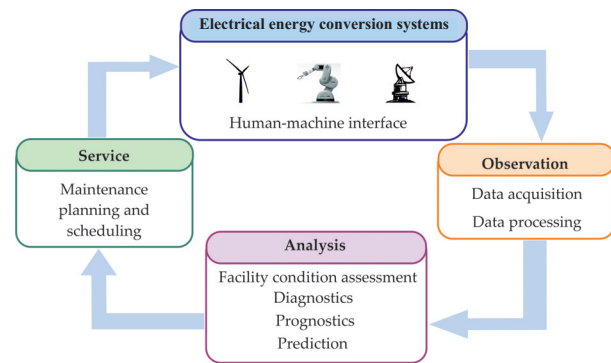 Electrical energy conversion systems
Human-machine interface
Service
Maintenance
planning and
scheduling
Observation
Data acquisition
Data processing
Analysis
Facility condition assessment
Diagnostics
Prognostics
Prediction